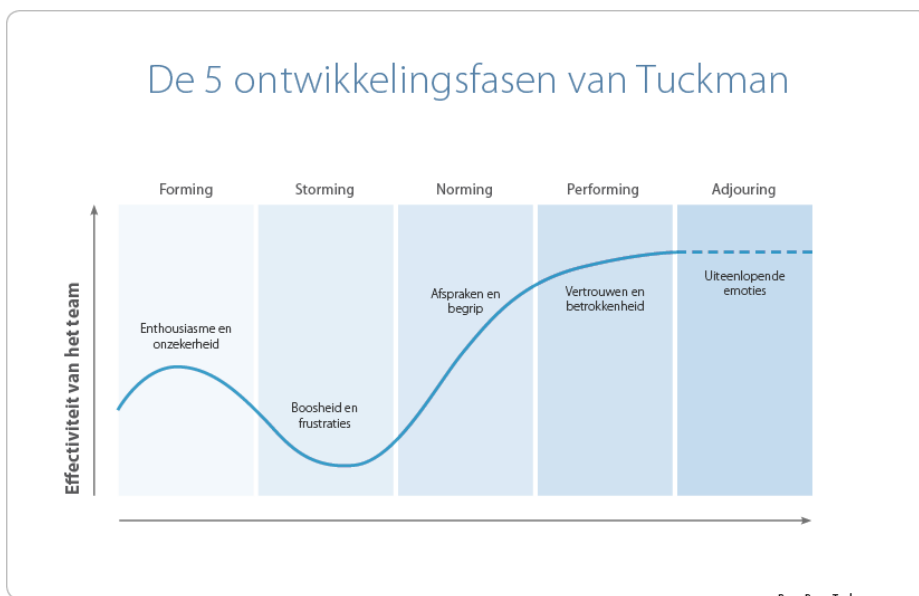 De 5 ontwikkelingsfasen van Tuckman
Forming
Storming
Norming
Performing
Adjouring
Effectiviteit van het team
Enthousiasme en
onzekerheid
Boosheid en
frustraties
Afspraken en
begrip
Vertrouwen en
betrokkenheid
Uiteenlopende
emoties